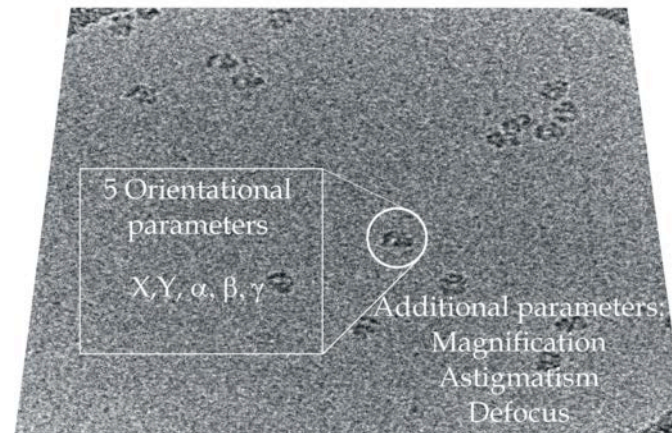 5 Orientational
parameters
X,Y, α, β, γ
Additional parameters:
Magnification
Astigmatism
Defocus